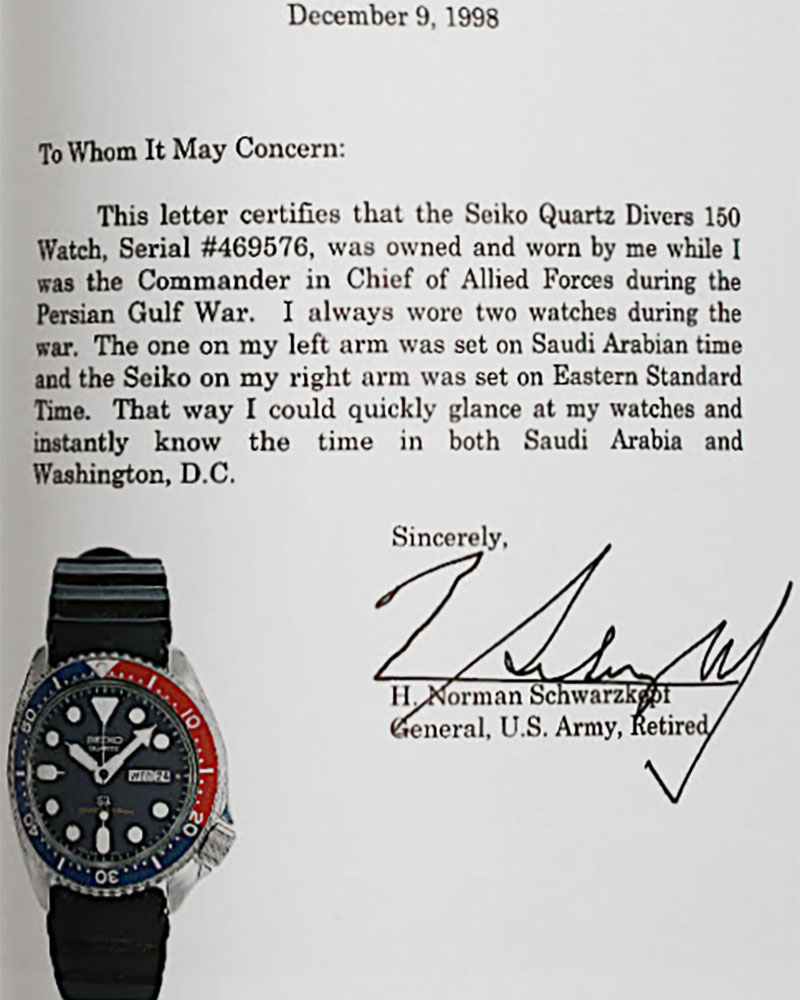 December 9, 1998
To Whom It May Concern:
This letter certifies that the Seiko Quartz Divers 150
Watch, Serial #469576, was owned and worn by me while I
was the Commander in Chief of Allied Forces during the
Persian Gulf War. I always wore two watches during the
war. The one on my left arm was set on Saudi Arabian time
and the Seiko on my right arm was set on Eastern Standard
Time. That way I could quickly glance at my watches and
instantly know the time in both Saudi Arabia and
Washington, D.C.
Sincerely,
H. Norman Schwarzkopf
General, U.S. Army, Retired
SEIKO
QUARTZ
WED 24
10
20
30
40
50